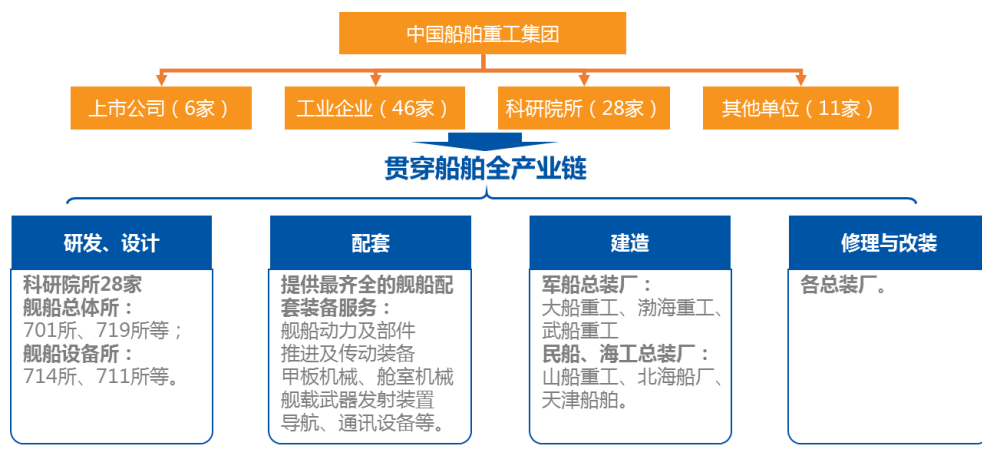 中国船舶重工集团
上市公司（6家）
工业企业（46家）
科研院所（28家）
其他单位（11家）
贯穿船舶全产业链
研发、设计
科研院所28家
舰船总体所：
701所、719所等；
舰船设备所：
714所、711所等。
配套
提供最齐全的舰船配
套装备服务：
舰船动力及部件
推进及传动装备
甲板机械、舱室机械
舰载武器发射装置
导航、通讯设备等。
建造
军船总装厂：
大船重工、渤海重工、
武船重工
民船、海工总装厂：
山船重工、北海船厂、
天津船舶。
修理与改装
各总装厂。